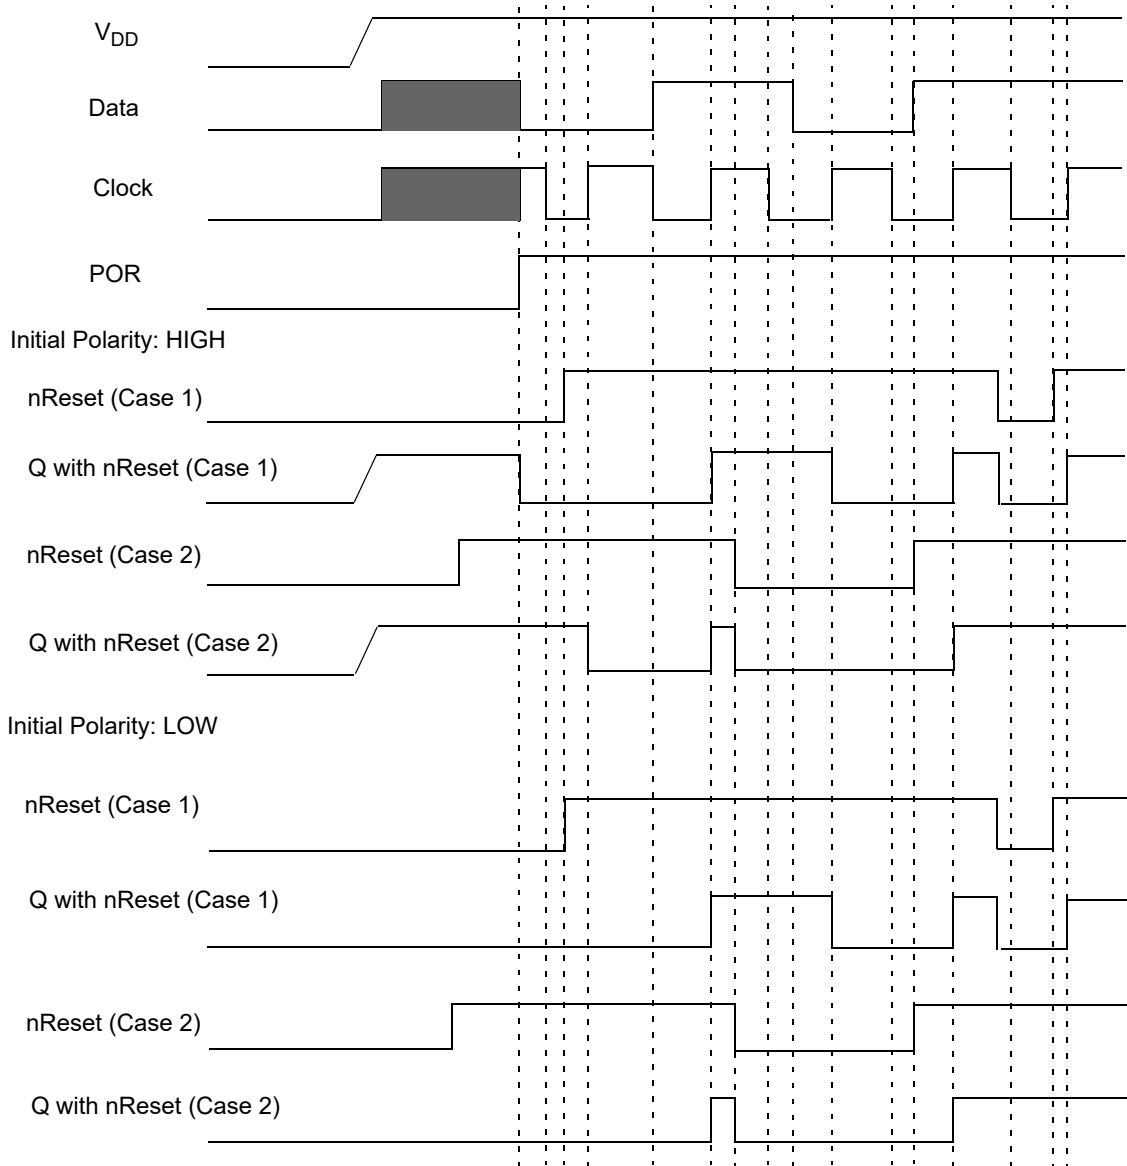 VDD
Data
Clock
POR
Initial Polarity: HIGH
nReset (Case 1)
Q with nReset (Case 1)
nReset (Case 2)
Q with nReset (Case 2)
Initial Polarity: LOW
nReset (Case 1)
Q with nReset (Case 1)
nReset (Case 2)
Q with nReset (Case 2)